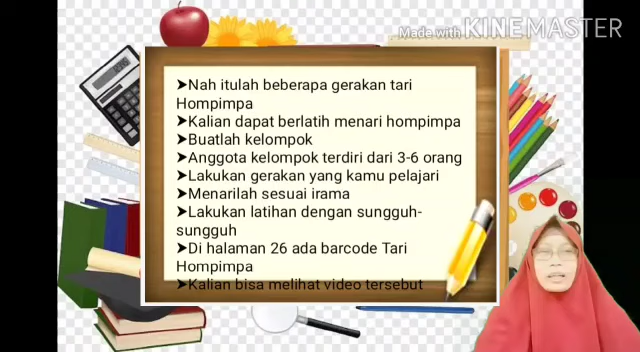 Made with KINEMASTER
➤Nah itulah beberapa gerakan tari
Hompimpa
➤Kalian dapat berlatih menari hompimpa
➤Buatlah kelompok
➤Anggota kelompok terdiri dari 3-6 orang
➤Lakukan gerakan yang kamu pelajari
➤Menarilah sesuai irama
➤Lakukan latihan dengan sungguh-
sungguh
➤Di halaman 26 ada barcode Tari
Hompimpa
➤Kalian bisa melihat video tersebut